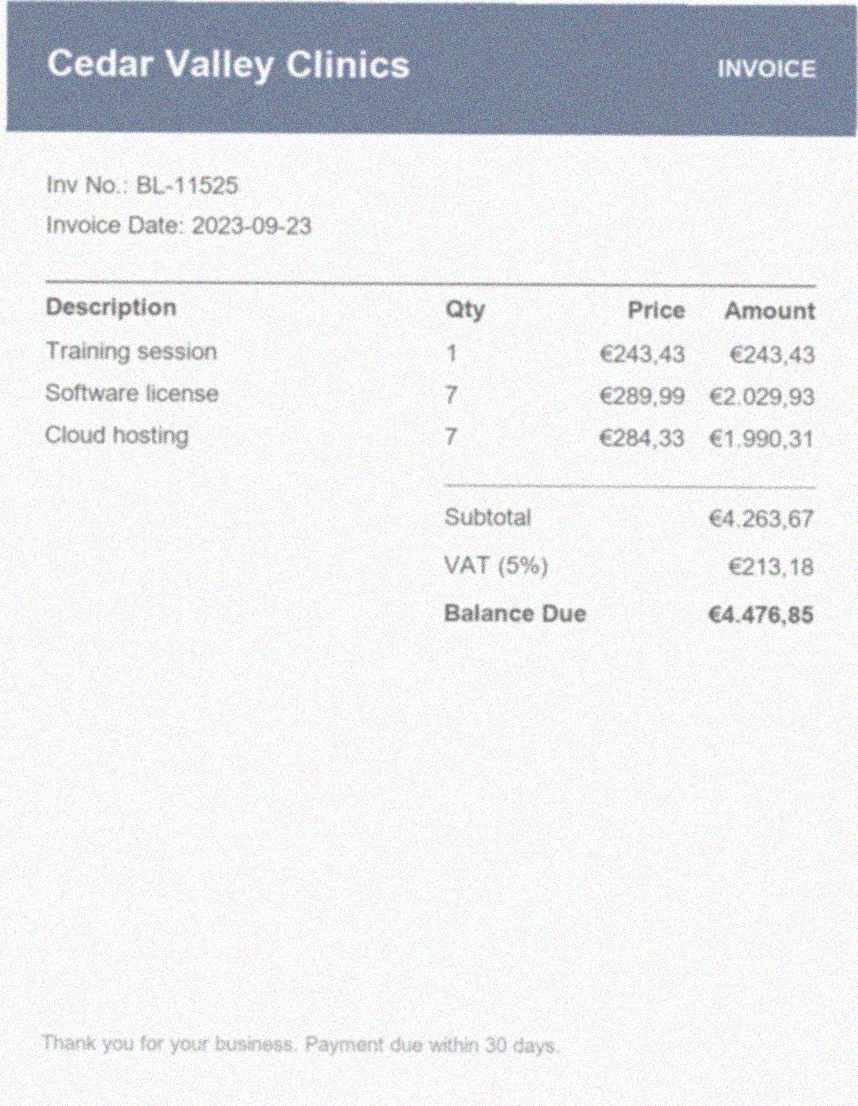 Cedar Valley Clinics INVOICE
Inv No.: BL-11525
Invoice Date: 2023-09-23
Description Qty Price Amount
Training session 1 €243,43 €243,43
Software license 7 €289,99 €2.029,93
Cloud hosting 7 €284,33 €1.990,31
Subtotal €4.263,67
VAT (5%) €213,18
Balance Due €4.476,85
Thank you for your business. Payment due within 30 days.